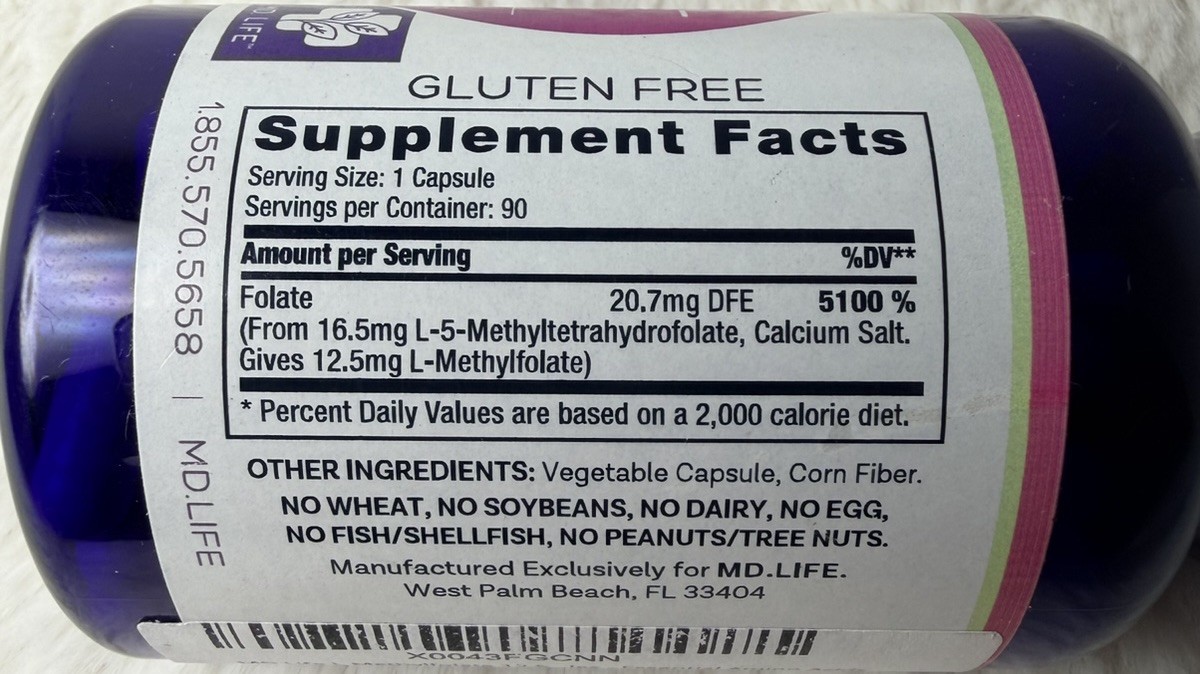 MD.LIFE™
GLUTEN FREE
Supplement Facts
Serving Size: 1 Capsule
Servings per Container: 90
Amount per Serving %DV**
Folate 20.7mg DFE 5100 %
(From 16.5mg L-5-Methyltetrahydrofolate, Calcium Salt.
Gives 12.5mg L-Methylfolate)
* Percent Daily Values are based on a 2,000 calorie diet.
OTHER INGREDIENTS: Vegetable Capsule, Corn Fiber.
NO WHEAT, NO SOYBEANS, NO DAIRY, NO EGG,
NO FISH/SHELLFISH, NO PEANUTS/TREE NUTS.
Manufactured Exclusively for MD.LIFE.
West Palm Beach, FL 33404
1.855.570.5658 | MD.LIFE
X0043FGCNN